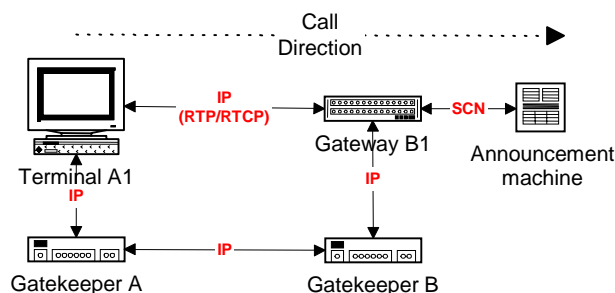 Call
Direction
IP
(RTP/RTCP)
SCN
Terminal A1
Gateway B1
Announcement
machine
IP
IP
IP
Gatekeeper A
Gatekeeper B